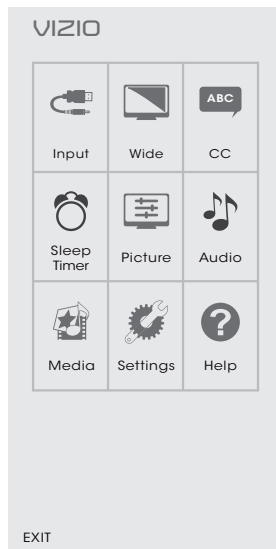 VIZIO
ABC
Input Wide CC
Sleep
Timer
Picture Audio
Media Settings Help
EXIT